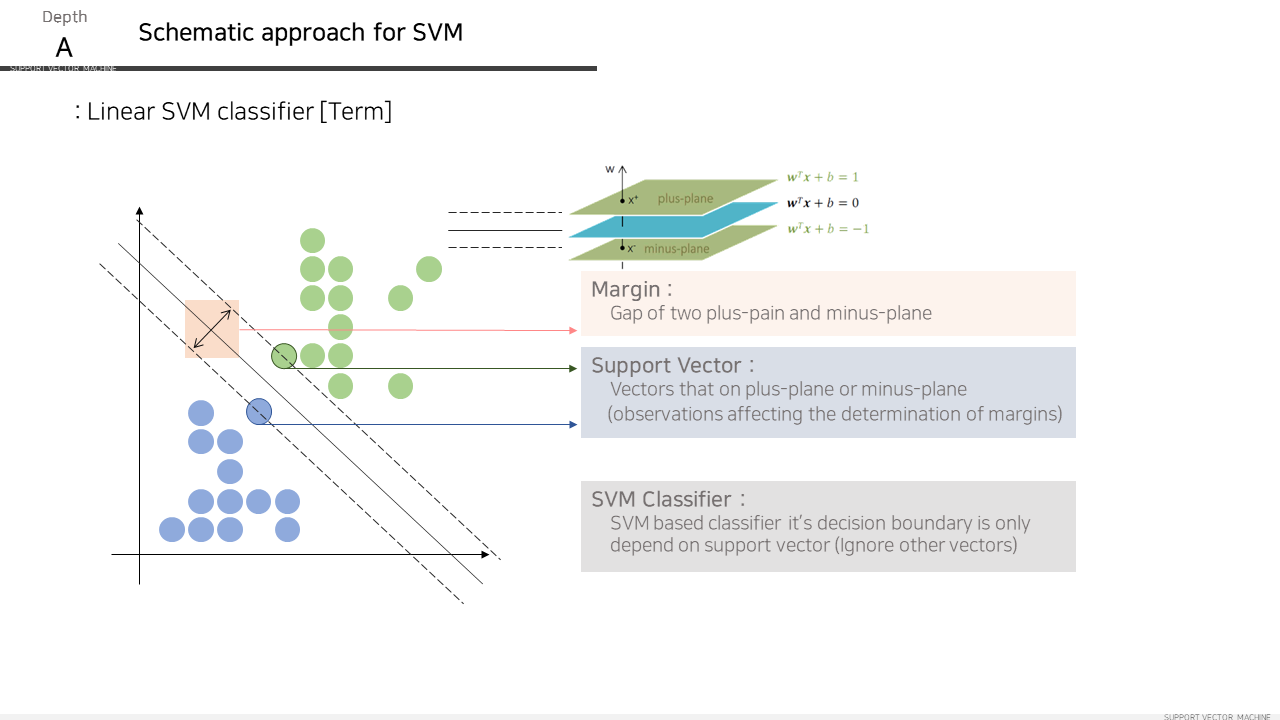 Depth
A
Schematic approach for SVM
SUPPORT VECTOR MACHINE
: Linear SVM classifier [Term]
w
x⁺
plus-plane
wᵀx + b = 1
wᵀx + b = 0
wᵀx + b = −1
x⁻
minus-plane
Margin :
Gap of two plus-pain and minus-plane
Support Vector :
Vectors that on plus-plane or minus-plane
(observations affecting the determination of margins)
SVM Classifier :
SVM based classifier it's decision boundary is only
depend on support vector (Ignore other vectors)
SUPPORT VECTOR MACHINE